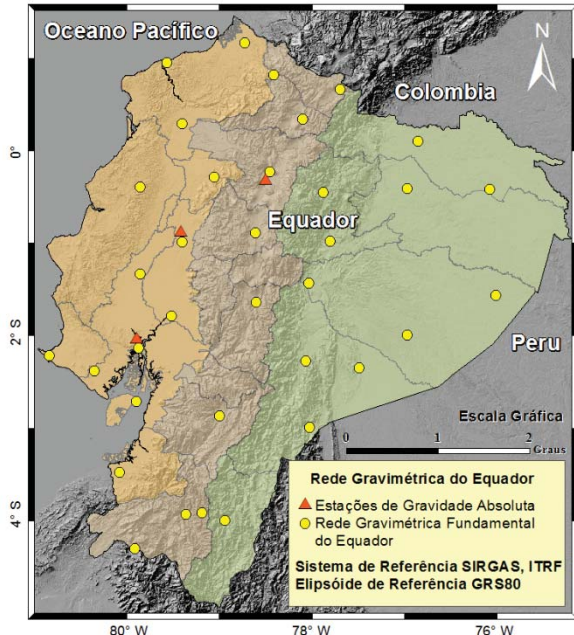 Oceano Pacífico
N
Colombia
0°
Equador
2° S
Peru
Escala Gráfica
0 1 2
Graus
4° S
Rede Gravimétrica do Equador
Estações de Gravidade Absoluta
Rede Gravimétrica Fundamental
do Equador
Sistema de Referência SIRGAS, ITRF
Elipsóide de Referência GRS80
80° W 78° W 76° W